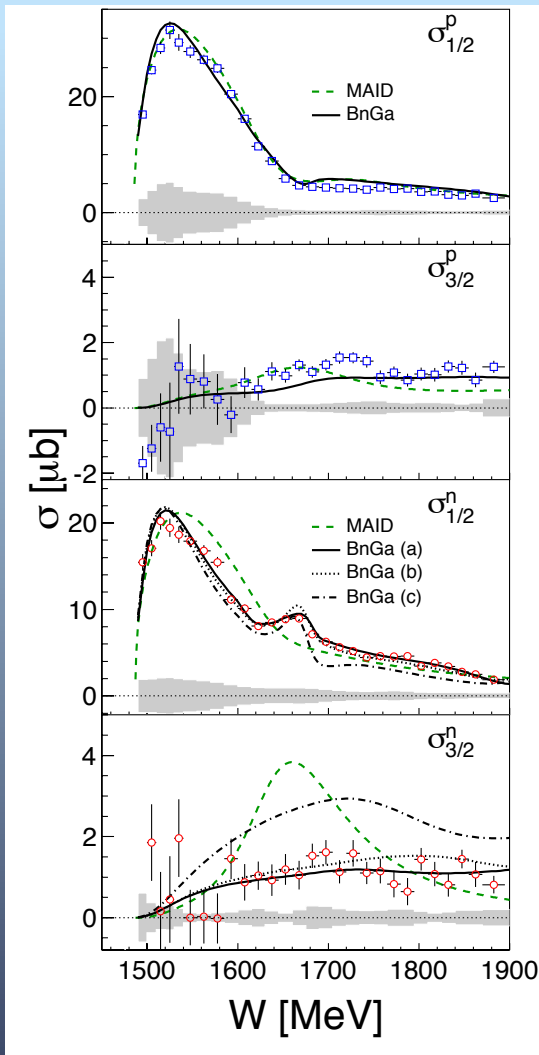 σ^p_1/2
20
MAID
BnGa
0
σ^p_3/2
4
2
0
-2
σ [μb]
σ^n_1/2
20
MAID
BnGa (a)
BnGa (b)
BnGa (c)
10
0
σ^n_3/2
4
2
0
1500 1600 1700 1800 1900
W [MeV]